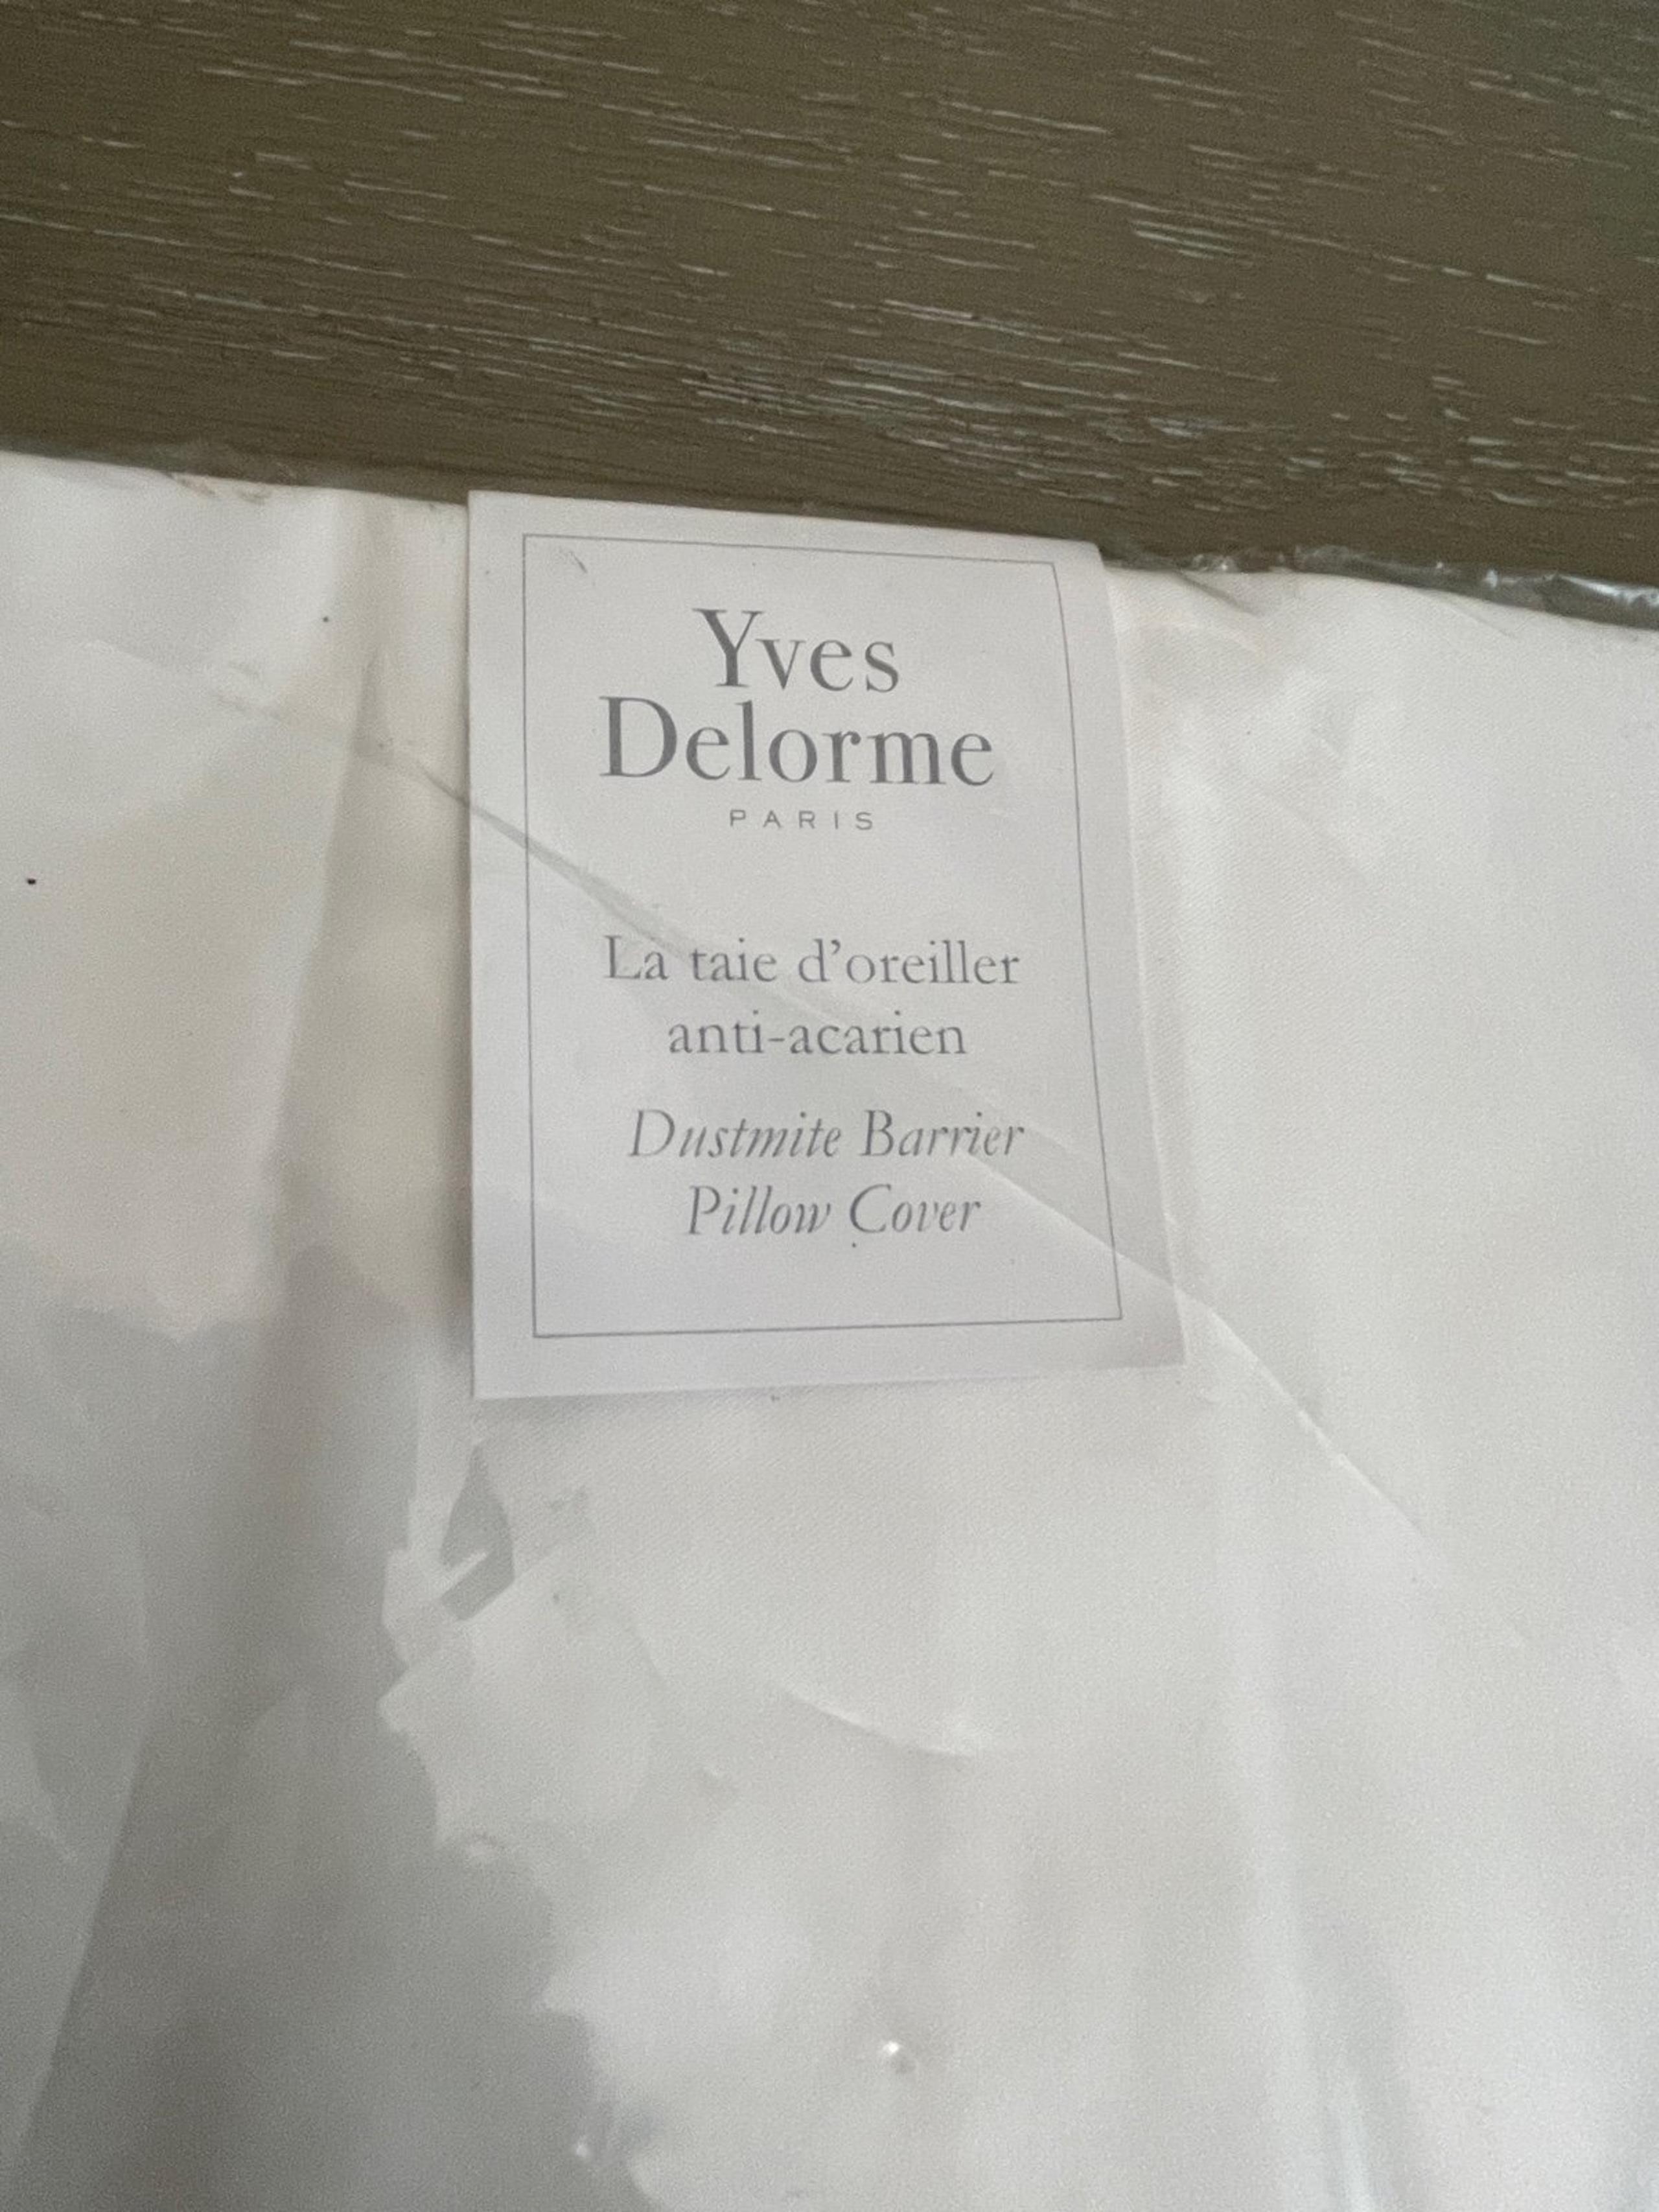 Yves
Delorme
PARIS
La taie d'oreiller
anti-acarien
Dustmite Barrier
Pillow Cover